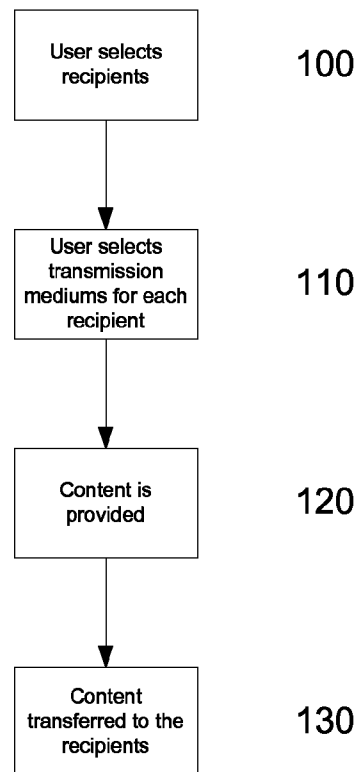 User selects
recipients
100
User selects
transmission
mediums for each
recipient
110
Content is
provided
120
Content
transferred to the
recipients
130